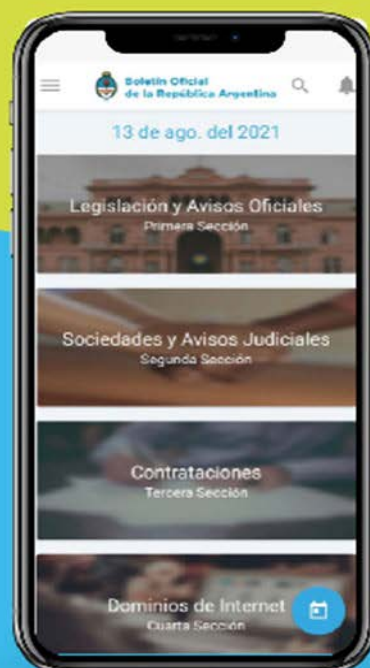 Boletín Oficial
de la República Argentina
13 de ago. del 2021
Legislación y Avisos Oficiales
Primera Sección
Sociedades y Avisos Judiciales
Segunda Sección
Contrataciones
Tercera Sección
Dominios de Internet
Cuarta Sección